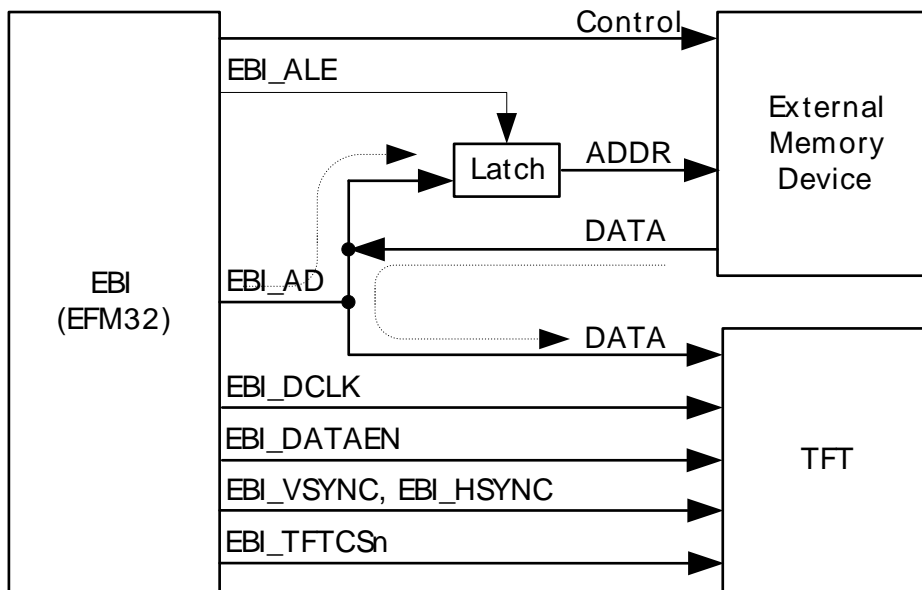 Control
EBI_ALE
External
Memory
Device
ADDR
Latch
DATA
EBI_AD
EBI
(EFM32)
DATA
EBI_DCLK
EBI_DATAEN
TFT
EBI_VSYNC, EBI_HSYNC
EBI_TFTCSn